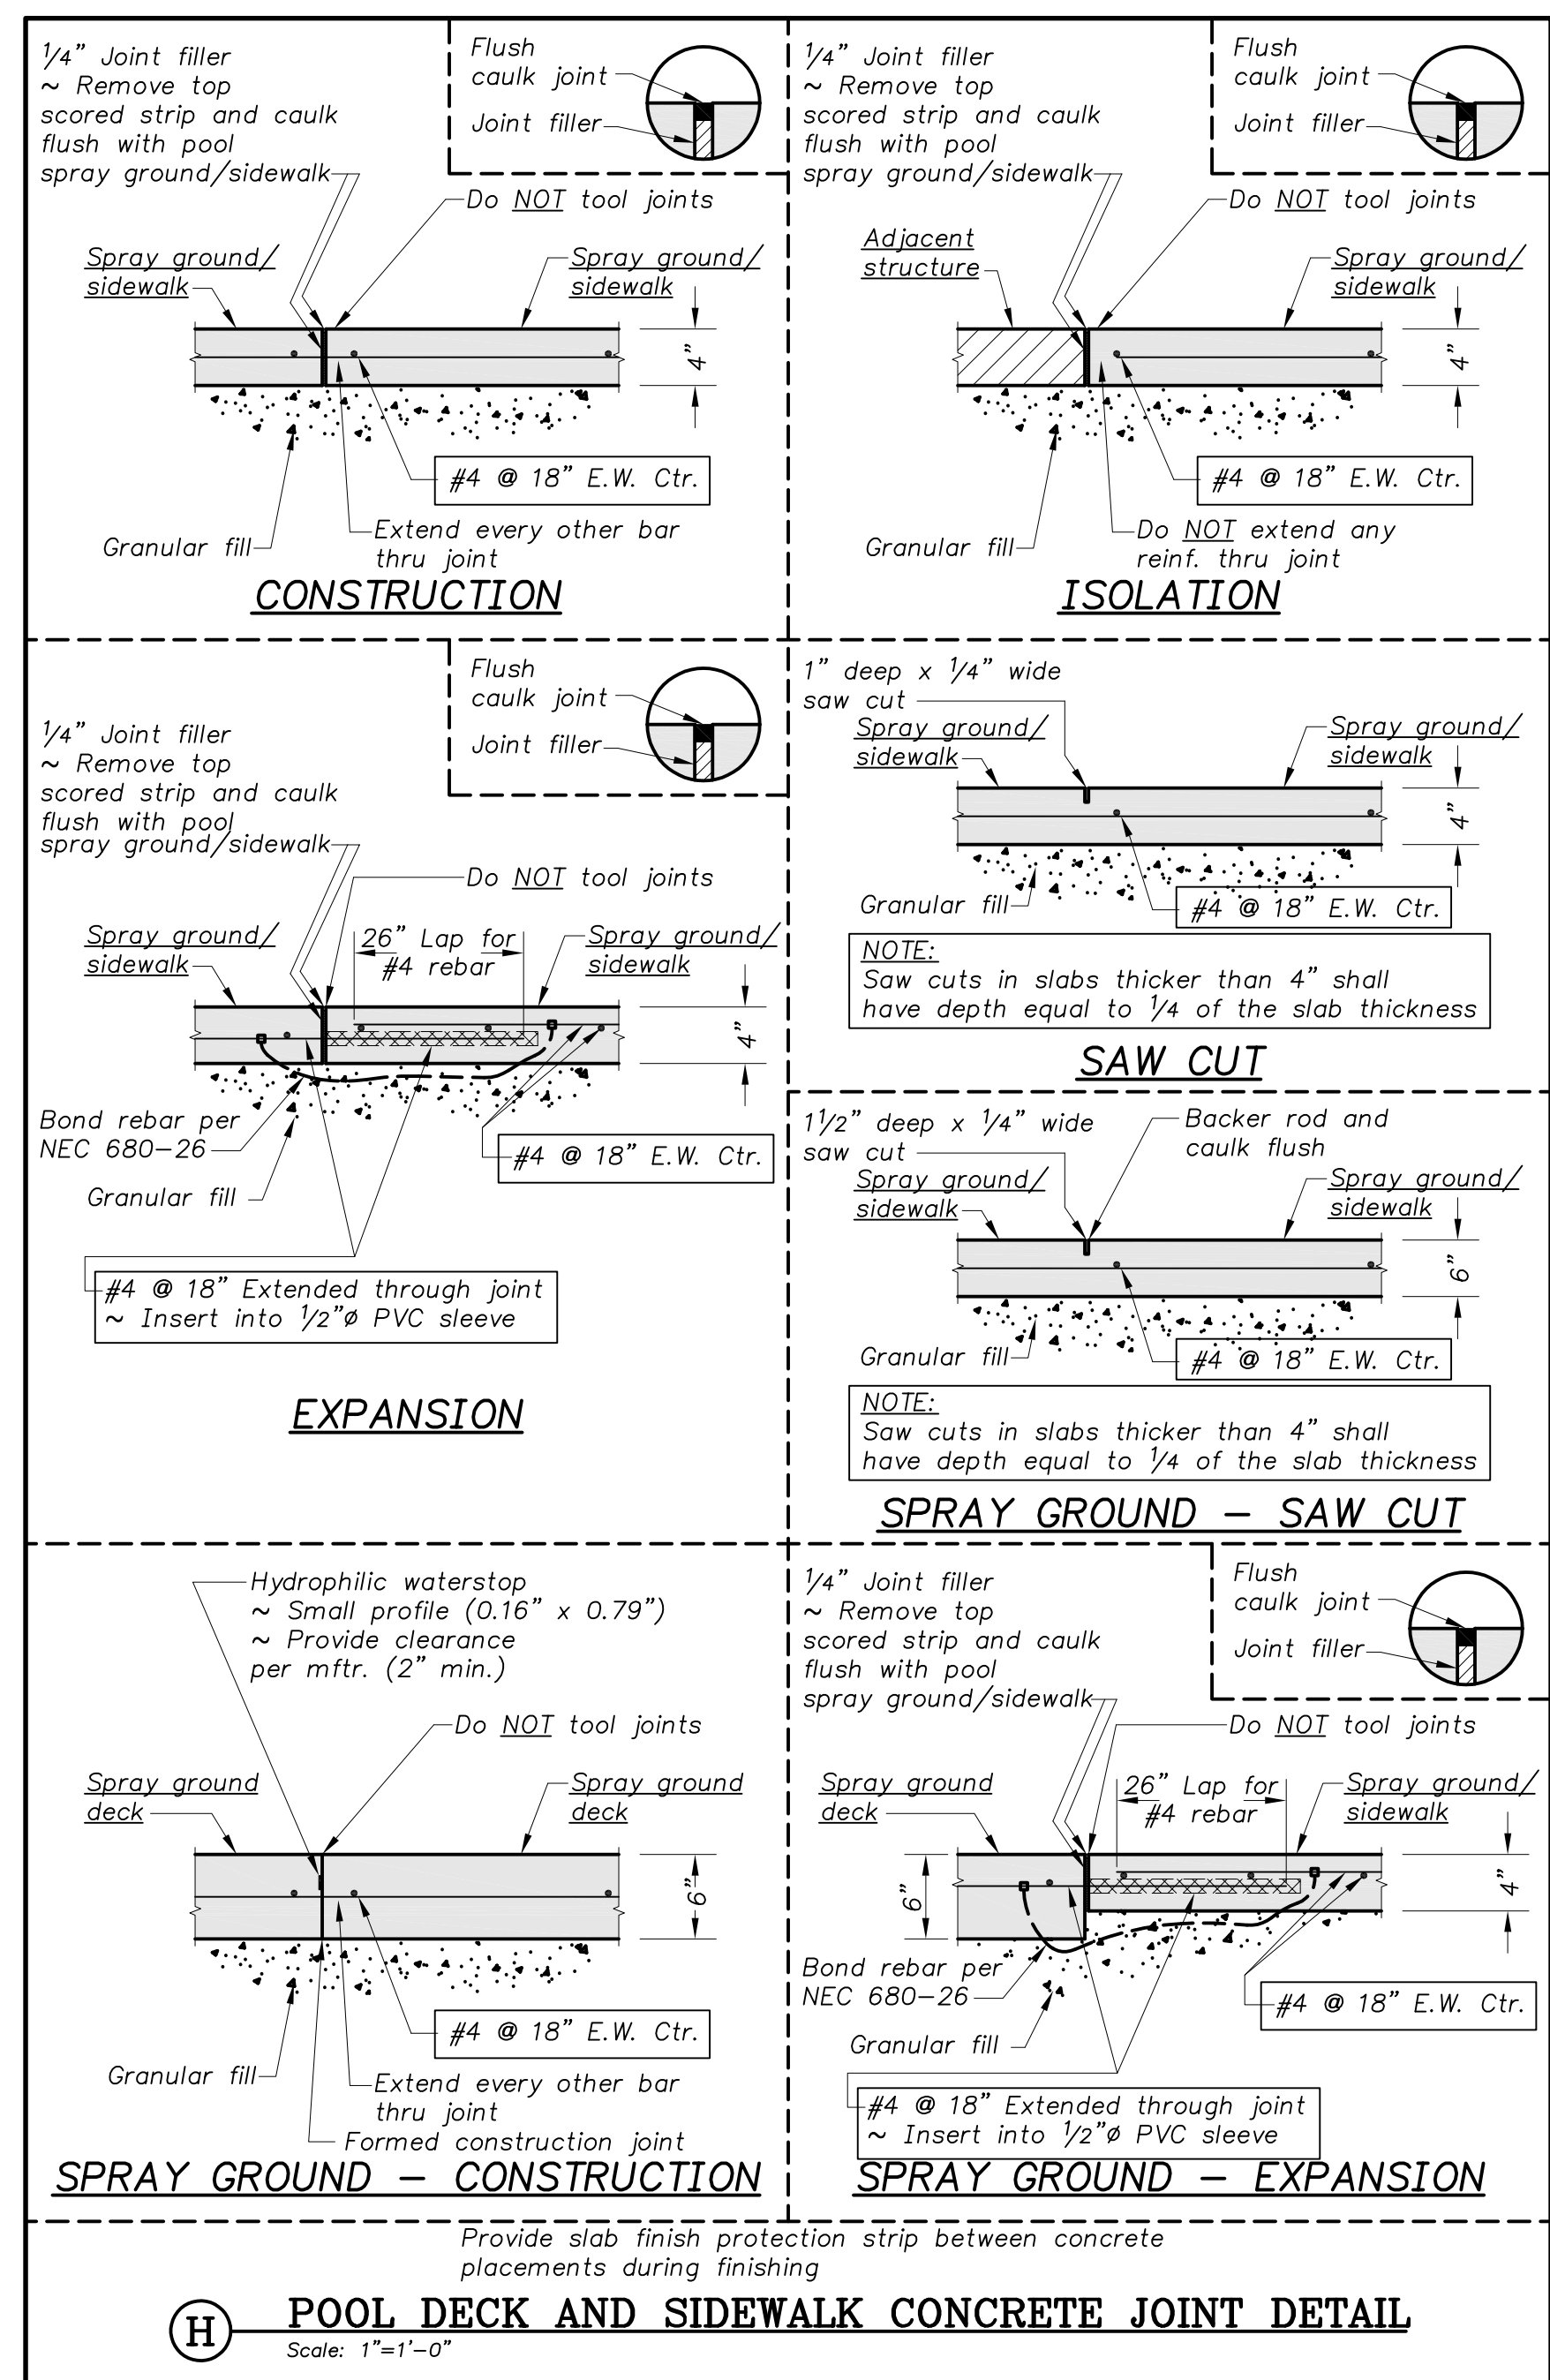 1/4" Joint filler
~ Remove top
scored strip and caulk
flush with pool
spray ground/sidewalk
Flush
caulk joint
Joint filler
Do NOT tool joints
Spray ground/
sidewalk
Spray ground/
sidewalk
4"
#4 @ 18" E.W. Ctr.
Extend every other bar
thru joint
Granular fill
CONSTRUCTION
1/4" Joint filler
~ Remove top
scored strip and caulk
flush with pool
spray ground/sidewalk
Flush
caulk joint
Joint filler
Do NOT tool joints
Adjacent
structure
Spray ground/
sidewalk
4"
#4 @ 18" E.W. Ctr.
Do NOT extend any
reinf. thru joint
Granular fill
ISOLATION
Flush
caulk joint
Joint filler
1/4" Joint filler
~ Remove top
scored strip and caulk
flush with pool
spray ground/sidewalk
Do NOT tool joints
Spray ground/
sidewalk
26" Lap for
#4 rebar
Spray ground/
sidewalk
4"
Bond rebar per
NEC 680-26
#4 @ 18" E.W. Ctr.
Granular fill
#4 @ 18" Extended through joint
~ Insert into 1/2"ø PVC sleeve
EXPANSION
1" deep x 1/4" wide
saw cut
Spray ground/
sidewalk
Spray ground/
sidewalk
4"
Granular fill
#4 @ 18" E.W. Ctr.
NOTE:
Saw cuts in slabs thicker than 4" shall
have depth equal to 1/4 of the slab thickness
SAW CUT
1 1/2" deep x 1/4" wide
saw cut
Backer rod and
caulk flush
Spray ground/
sidewalk
Spray ground/
sidewalk
6"
Granular fill
#4 @ 18" E.W. Ctr.
NOTE:
Saw cuts in slabs thicker than 4" shall
have depth equal to 1/4 of the slab thickness
SPRAY GROUND - SAW CUT
Hydrophilic waterstop
~ Small profile (0.16" x 0.79")
~ Provide clearance
per mftr. (2" min.)
Do NOT tool joints
Spray ground
deck
Spray ground
deck
6"
#4 @ 18" E.W. Ctr.
Granular fill
Extend every other bar
thru joint
Formed construction joint
SPRAY GROUND - CONSTRUCTION
1/4" Joint filler
~ Remove top
scored strip and caulk
flush with pool
spray ground/sidewalk
Flush
caulk joint
Joint filler
Do NOT tool joints
Spray ground
deck
26" Lap for
#4 rebar
Spray ground/
sidewalk
6"
4"
Bond rebar per
NEC 680-26
#4 @ 18" E.W. Ctr.
Granular fill
#4 @ 18" Extended through joint
~ Insert into 1/2"ø PVC sleeve
SPRAY GROUND - EXPANSION
Provide slab finish protection strip between concrete
placements during finishing
H POOL DECK AND SIDEWALK CONCRETE JOINT DETAIL
Scale: 1"=1'-0"